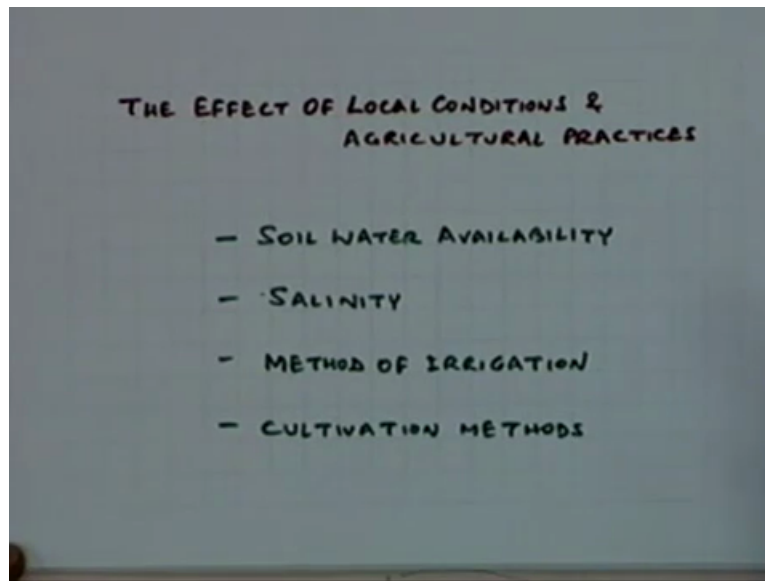 THE EFFECT OF LOCAL CONDITIONS &
AGRICULTURAL PRACTICES
- SOIL WATER AVAILABILITY
- SALINITY
- METHOD OF IRRIGATION
- CULTIVATION METHODS